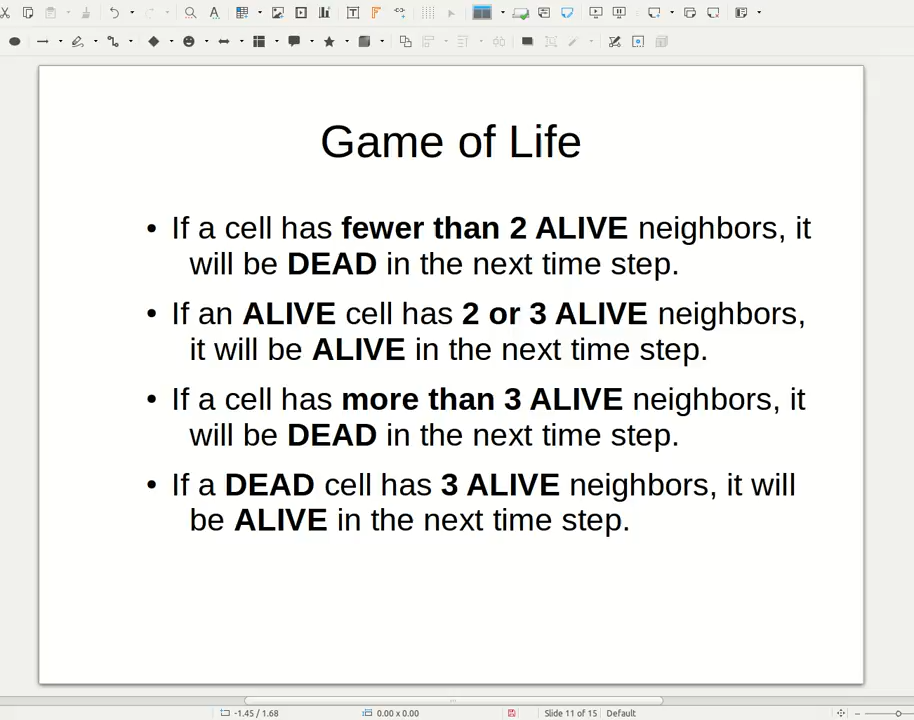 Game of Life
• If a cell has fewer than 2 ALIVE neighbors, it
will be DEAD in the next time step.
• If an ALIVE cell has 2 or 3 ALIVE neighbors,
it will be ALIVE in the next time step.
• If a cell has more than 3 ALIVE neighbors, it
will be DEAD in the next time step.
• If a DEAD cell has 3 ALIVE neighbors, it will
be ALIVE in the next time step.
-1.45 / 1.68 0.00 x 0.00 Slide 11 of 15 Default